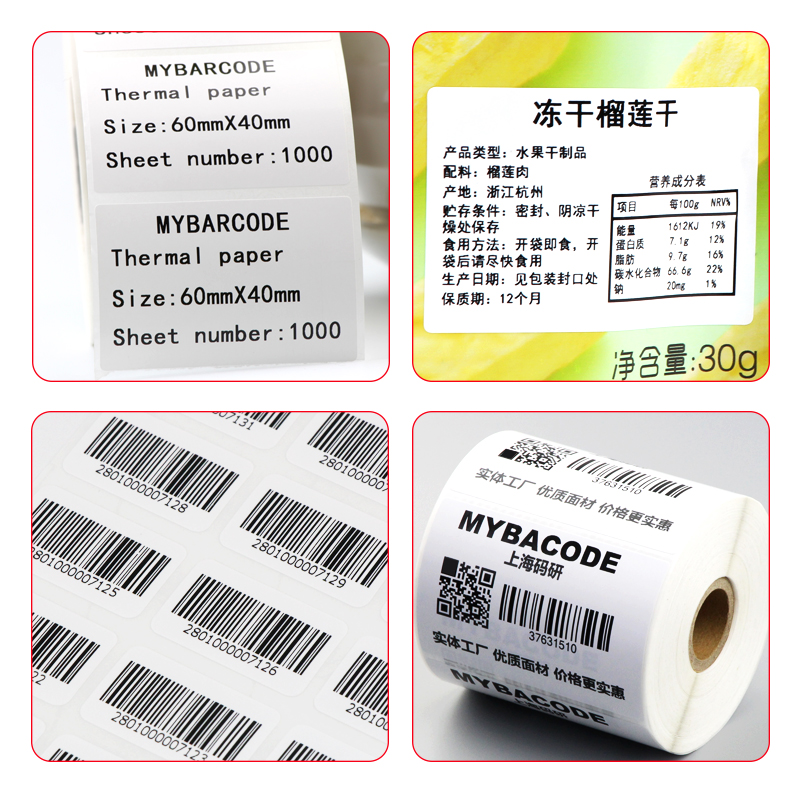 MYBARCODE
Thermal paper
Size:60mmX40mm
Sheet number:1000
MYBARCODE
Thermal paper
Size:60mmX40mm
Sheet number:1000
冻干榴莲干
产品类型: 水果干制品
配料: 榴莲肉
产地: 浙江杭州
贮存条件: 密封、阴凉干
燥处保存
食用方法: 开袋即食, 开
袋后请尽快食用
生产日期: 见包装封口处
保质期: 12个月
营养成分表
项目 每100g NRV%
能量 1612KJ 19%
蛋白质 7.1g 12%
脂肪 9.7g 16%
碳水化合物 66.6g 22%
钠 20mg 1%
净含量:30g
07131
2801000007128
2801000007
2801000007125
2801000007129
2801000007126
22
2801000007123
280100
37631510
实体工厂 优质面材 价格更实惠
MYBACODE
上海码研
37631510
实体工厂 优质面材 价格更实惠
MYBACODE
上海码研